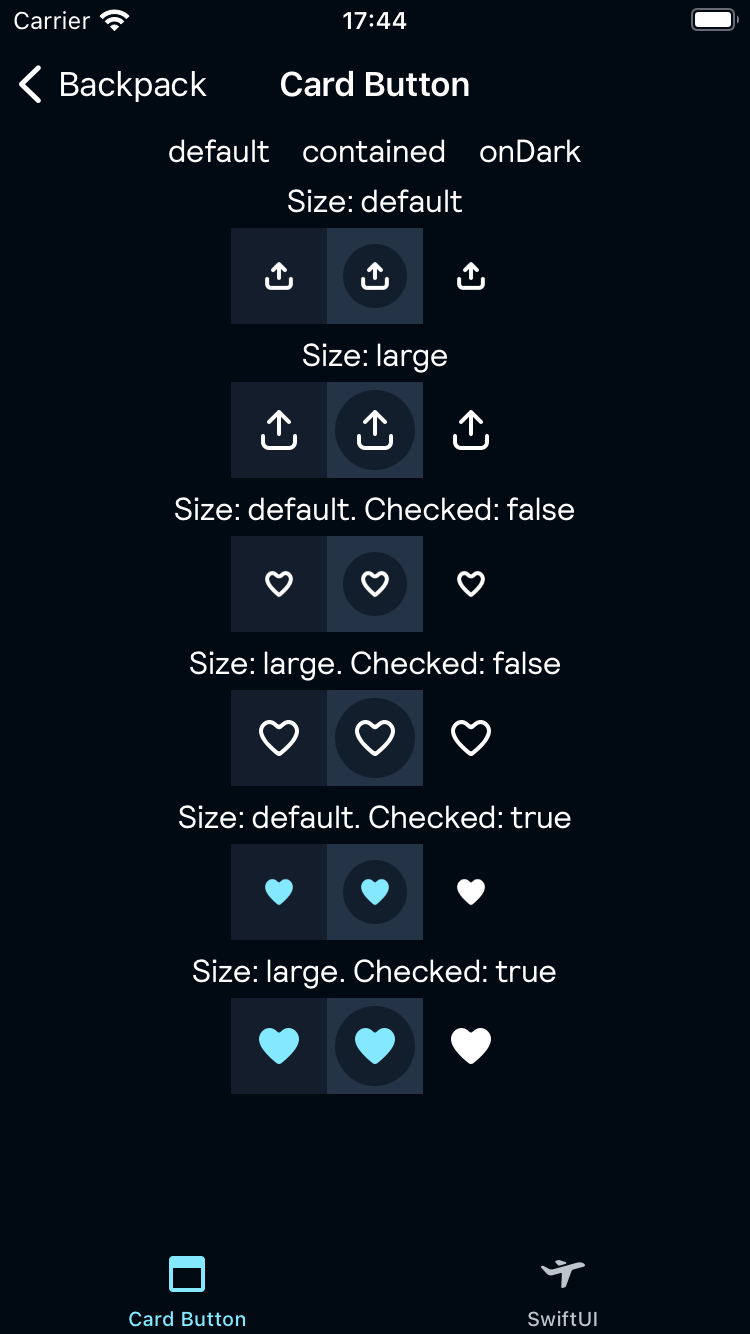 Carrier 17:44
Backpack Card Button
default contained onDark
Size: default
Size: large
Size: default. Checked: false
Size: large. Checked: false
Size: default. Checked: true
Size: large. Checked: true
Card Button SwiftUI